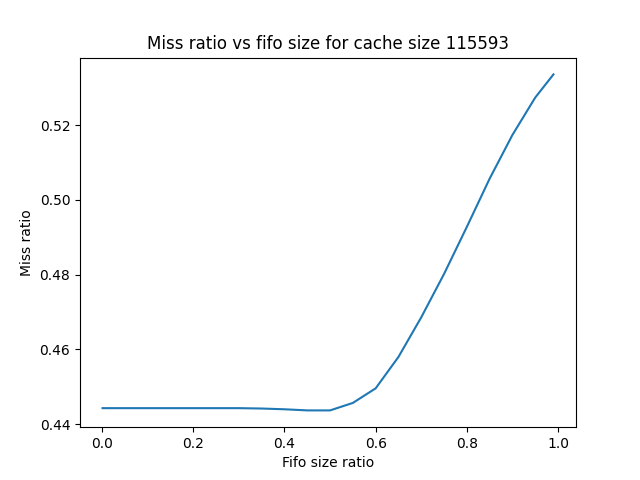 Miss ratio vs fifo size for cache size 115593
0.52
0.50
0.48
0.46
0.44
Miss ratio
0.0 0.2 0.4 0.6 0.8 1.0
Fifo size ratio